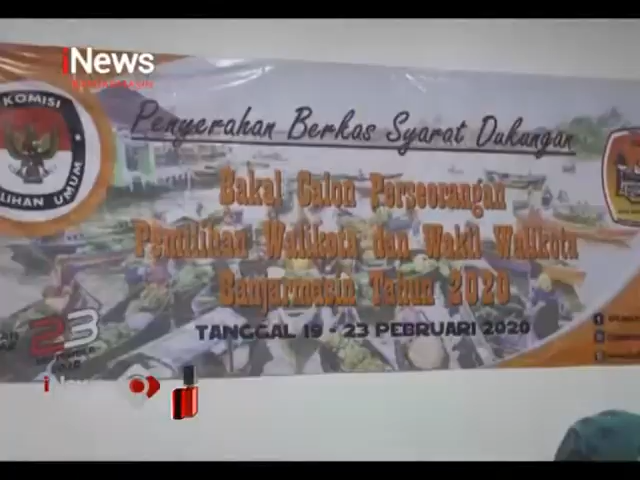 iNews
KOMISI
Penyerahan Berkas Syarat Dukungan
Bakal Calon Perseorangan
PEMILIHAN UMUM
Pemilihan Walikota dan Wakil Walikota
Banjarmasin Tahun 2020
23
TANGGAL 19 - 23 PEBRUARI 2020